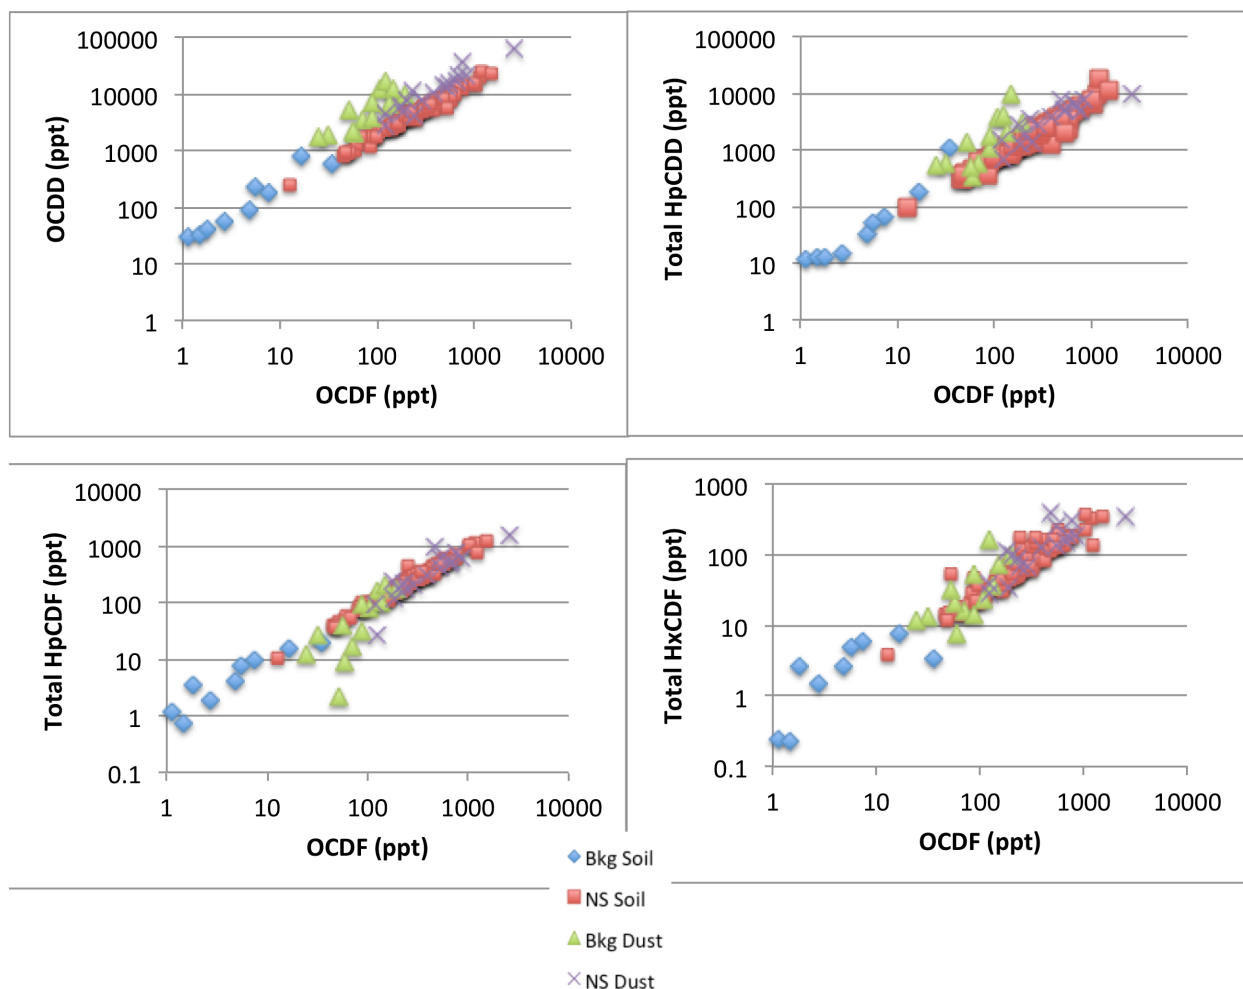 100000
10000
1000
100
10
1
OCDD (ppt)
1 10 100 1000 10000
OCDF (ppt)
100000
10000
1000
100
10
1
Total HpCDD (ppt)
1 10 100 1000 10000
OCDF (ppt)
10000
1000
100
10
1
0.1
Total HpCDF (ppt)
1 10 100 1000 10000
OCDF (ppt)
1000
100
10
1
0.1
Total HxCDF (ppt)
1 10 100 1000 10000
OCDF (ppt)
Bkg Soil
NS Soil
Bkg Dust
NS Dust